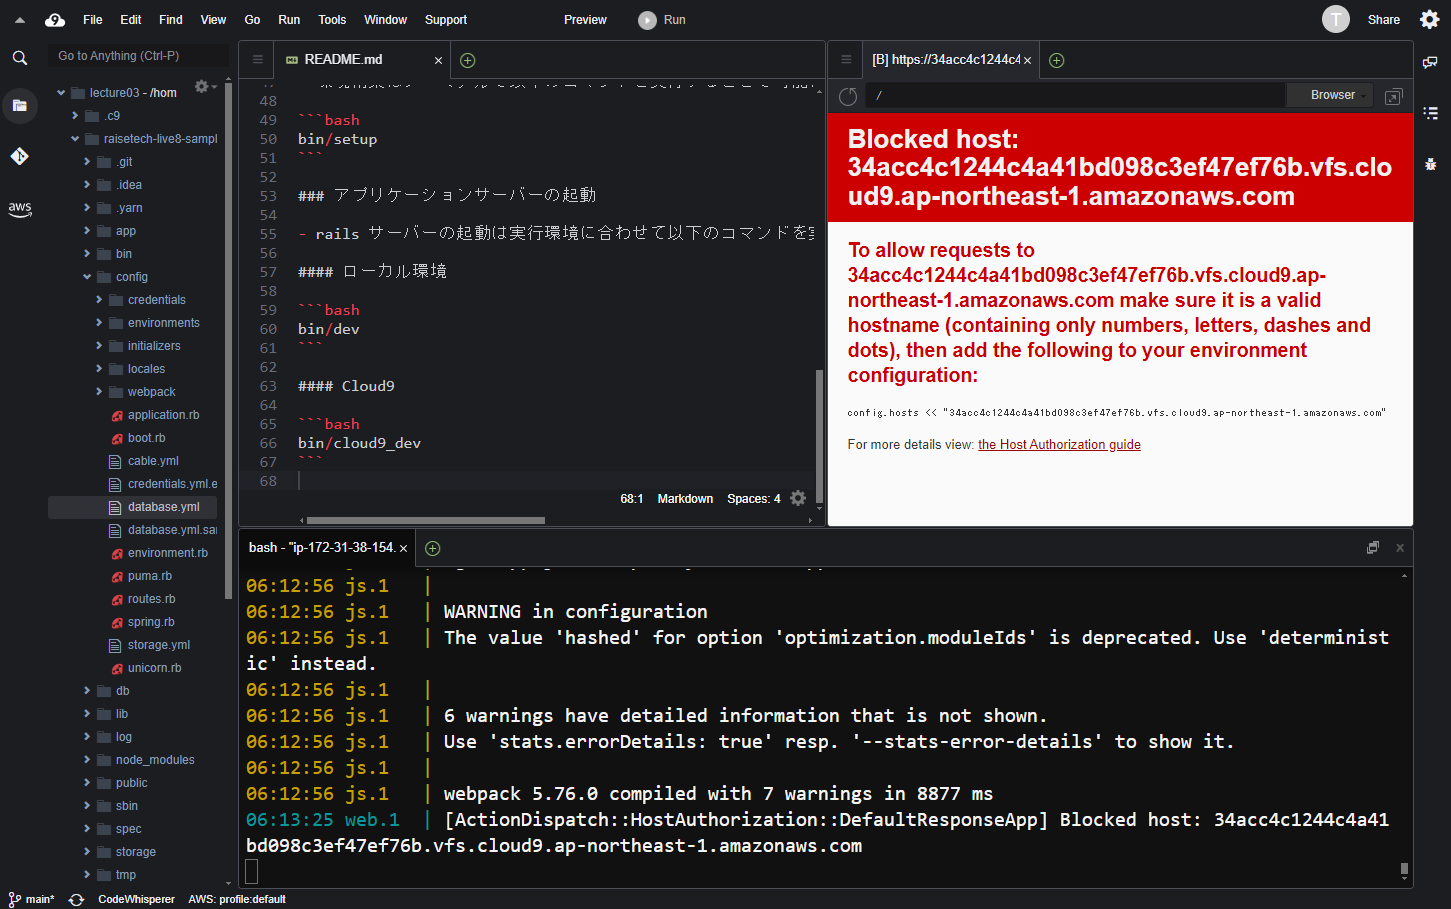 File Edit Find View Go Run Tools Window Support Preview Run T Share
Go to Anything (Ctrl-P)
lecture03 - /hom
.c9
raisetech-live8-sampl
.git
.idea
.yarn
app
bin
config
credentials
environments
initializers
locales
webpack
application.rb
boot.rb
cable.yml
credentials.yml.e
database.yml
database.yml.sa
environment.rb
puma.rb
routes.rb
spring.rb
storage.yml
unicorn.rb
db
lib
log
node_modules
public
sbin
spec
storage
tmp
aws
README.md
48
49 ```bash
50 bin/setup
51 ```
52
53 ### アプリケーションサーバーの起動
54
55 - rails サーバーの起動は実行環境に合わせて以下のコマンドを実
56
57 #### ローカル環境
58
59 ```bash
60 bin/dev
61 ```
62
63 #### Cloud9
64
65 ```bash
66 bin/cloud9_dev
67 ```
68
68:1 Markdown Spaces: 4
[B] https://34acc4c1244c4
/ Browser
Blocked host:
34acc4c1244c4a41bd098c3ef47ef76b.vfs.clo
ud9.ap-northeast-1.amazonaws.com
To allow requests to
34acc4c1244c4a41bd098c3ef47ef76b.vfs.cloud9.ap-
northeast-1.amazonaws.com make sure it is a valid
hostname (containing only numbers, letters, dashes and
dots), then add the following to your environment
configuration:
config.hosts << "34acc4c1244c4a41bd098c3ef47ef76b.vfs.cloud9.ap-northeast-1.amazonaws.com"
For more details view: the Host Authorization guide
bash - "ip-172-31-38-154.
06:12:56 js.1 |
06:12:56 js.1 | WARNING in configuration
06:12:56 js.1 | The value 'hashed' for option 'optimization.moduleIds' is deprecated. Use 'determinist
ic' instead.
06:12:56 js.1 |
06:12:56 js.1 | 6 warnings have detailed information that is not shown.
06:12:56 js.1 | Use 'stats.errorDetails: true' resp. '--stats-error-details' to show it.
06:12:56 js.1 |
06:12:56 js.1 | webpack 5.76.0 compiled with 7 warnings in 8877 ms
06:13:25 web.1 | [ActionDispatch::HostAuthorization::DefaultResponseApp] Blocked host: 34acc4c1244c4a41
bd098c3ef47ef76b.vfs.cloud9.ap-northeast-1.amazonaws.com
main* CodeWhisperer AWS: profile:default